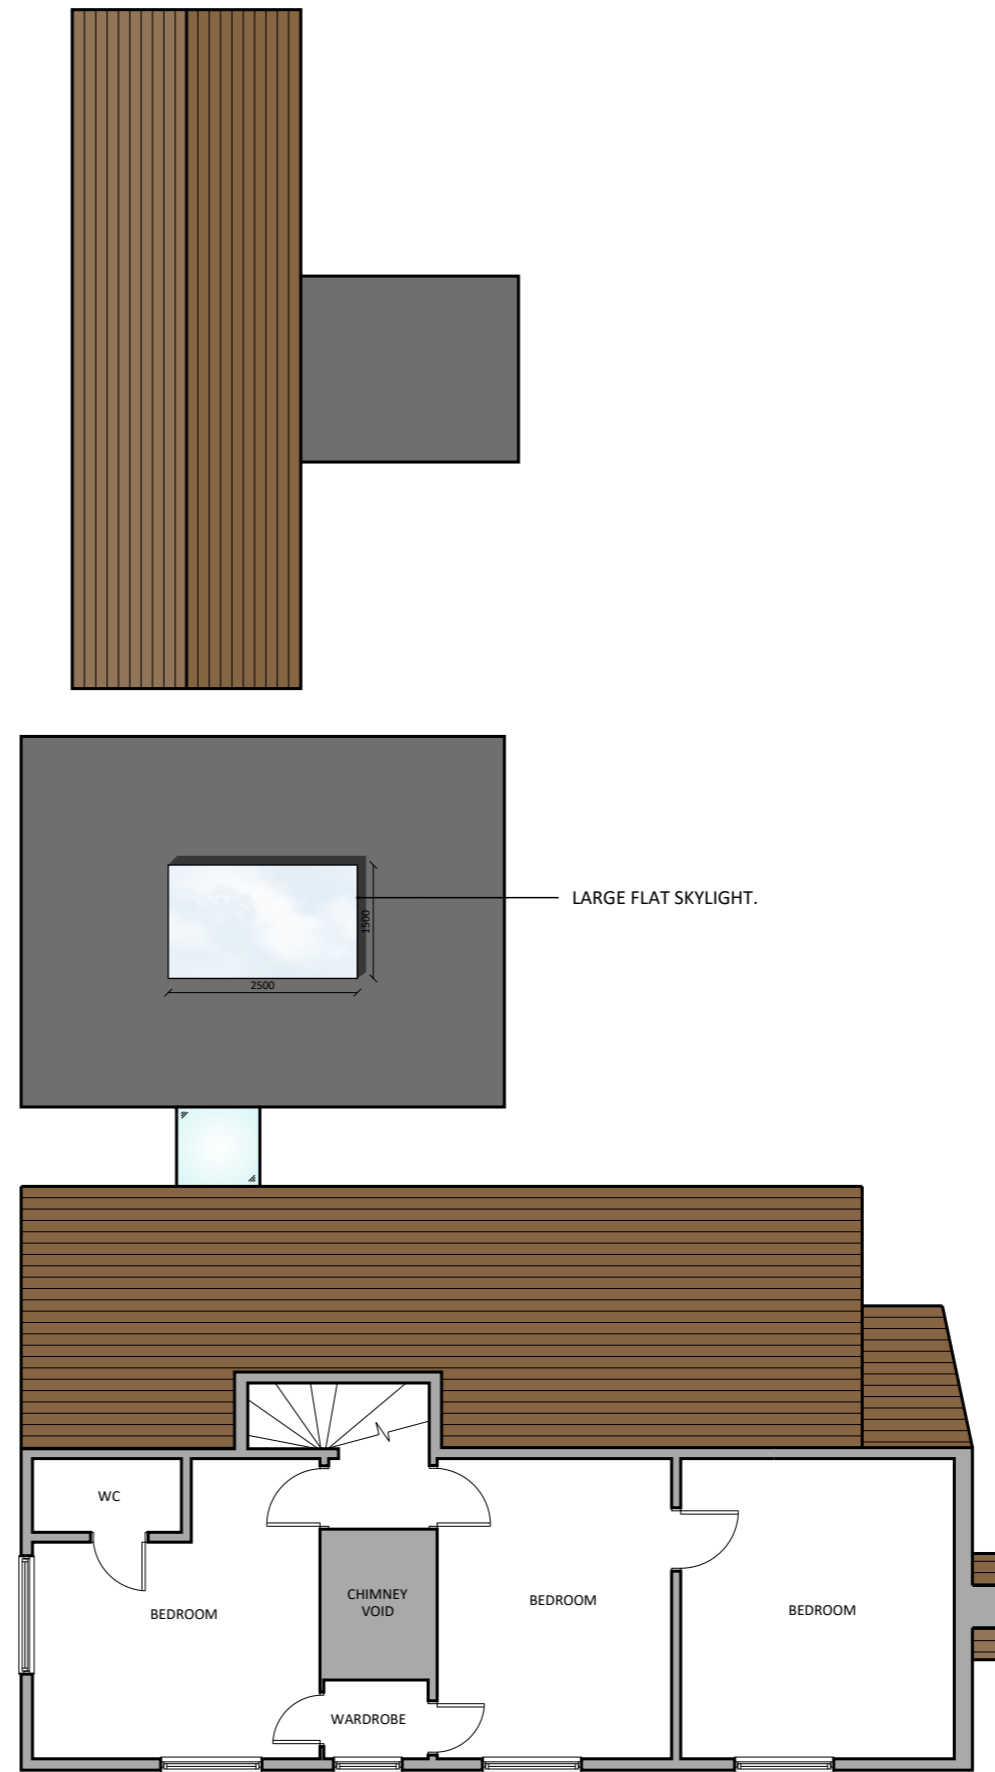 LARGE FLAT SKYLIGHT.
1500
2500
WC
BEDROOM
CHIMNEY
VOID
BEDROOM
BEDROOM
WARDROBE